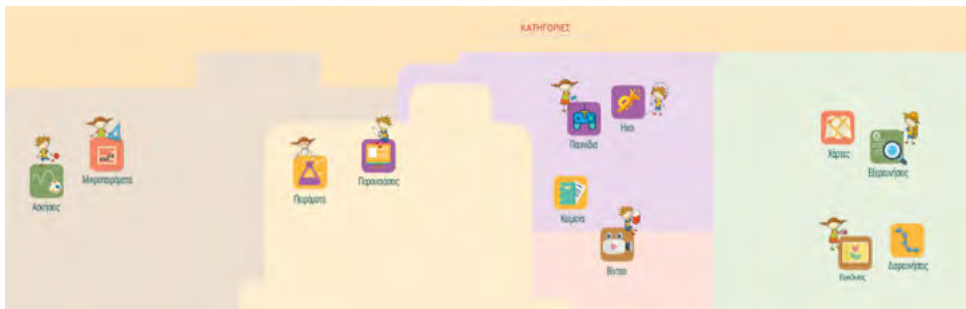 ΚΑΤΗΓΟΡΙΕΣ
Ασκήσεις
Μικροπειράματα
Πειράματα
Παρουσιάσεις
Παιχνίδια
Ήχοι
Κείμενα
Βίντεο
Χάρτες
Εξερευνήσεις
Εικόνες
Διερευνήσεις